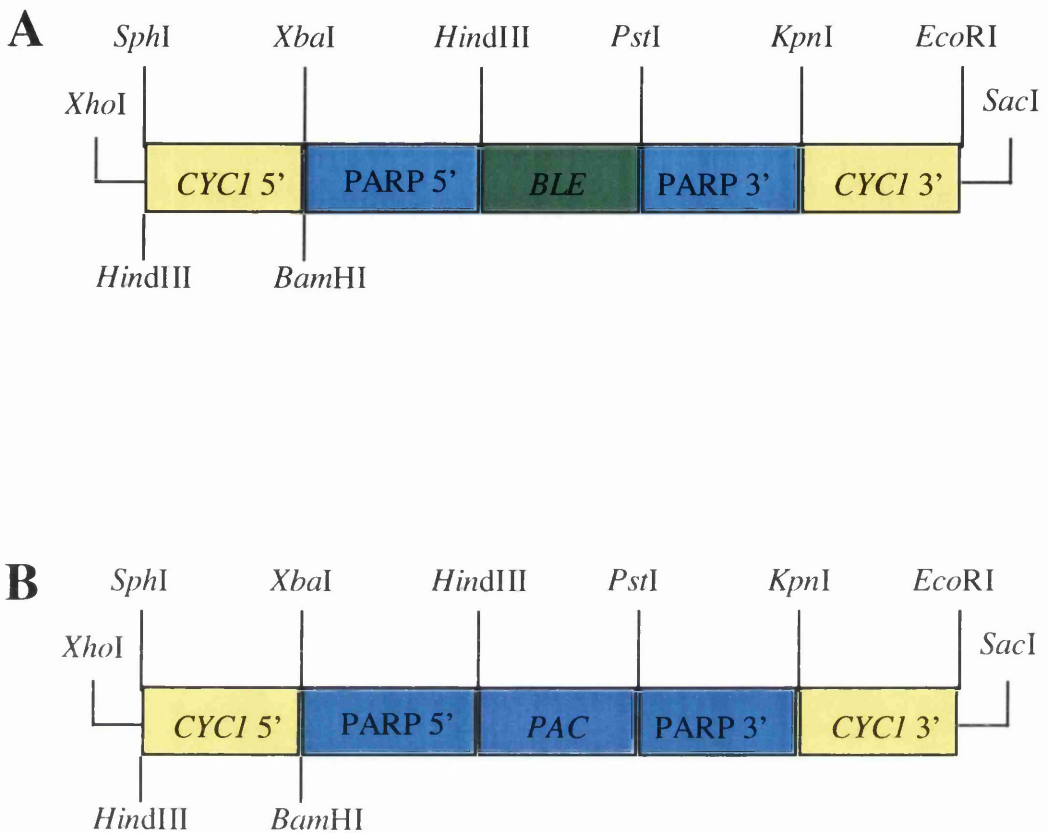 A
SphI XbaI HindIII PstI KpnI EcoRI
XhoI SacI
CYC1 5’ PARP 5’ BLE PARP 3’ CYC1 3’
HindIII BamHI
B
SphI XbaI HindIII PstI KpnI EcoRI
XhoI SacI
CYC1 5’ PARP 5’ PAC PARP 3’ CYC1 3’
HindIII BamHI